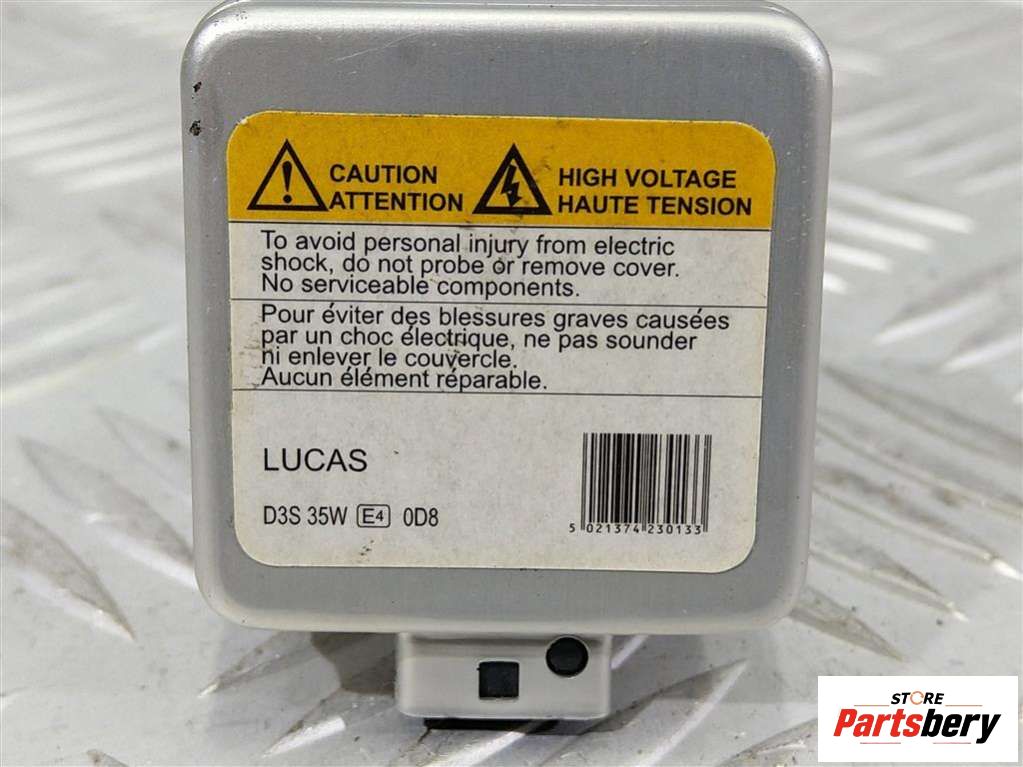 CAUTION
ATTENTION
HIGH VOLTAGE
HAUTE TENSION
To avoid personal injury from electric
shock, do not probe or remove cover.
No serviceable components.
Pour éviter des blessures graves causées
par un choc électrique, ne pas sounder
ni enlever le couvercle.
Aucun élément réparable.
LUCAS
D3S 35W E4 0D8
5 021374 230133
STORE
Partsbery